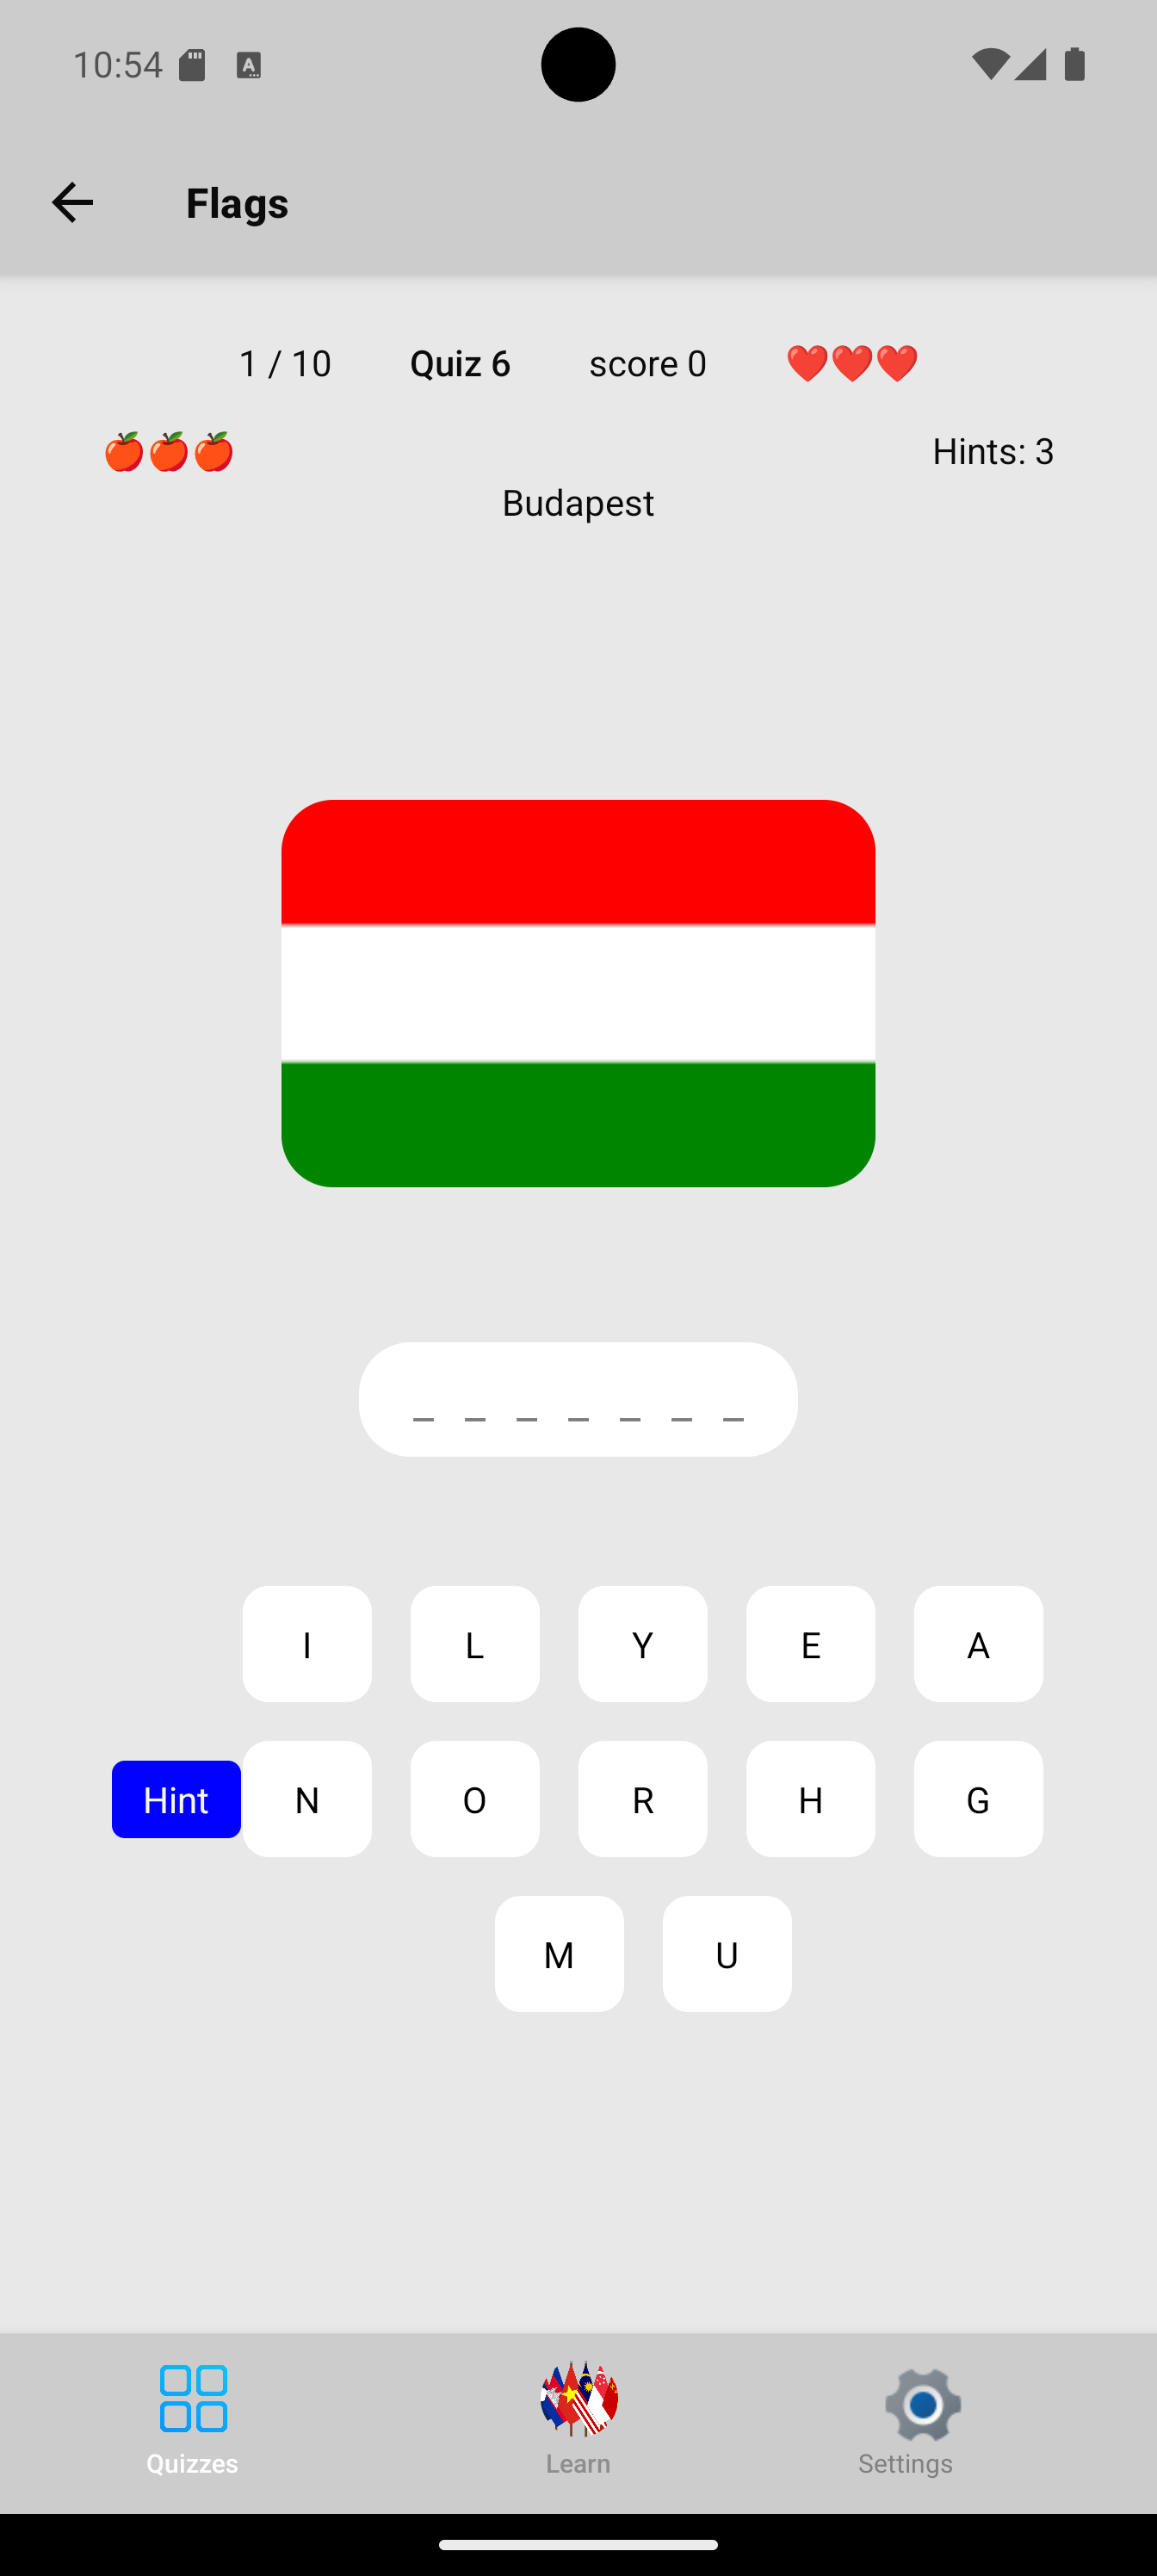 10:54
Flags
1 / 10 Quiz 6 score 0
Hints: 3
Budapest
_ _ _ _ _ _ _
I L Y E A
Hint N O R H G
M U
Quizzes Learn Settings